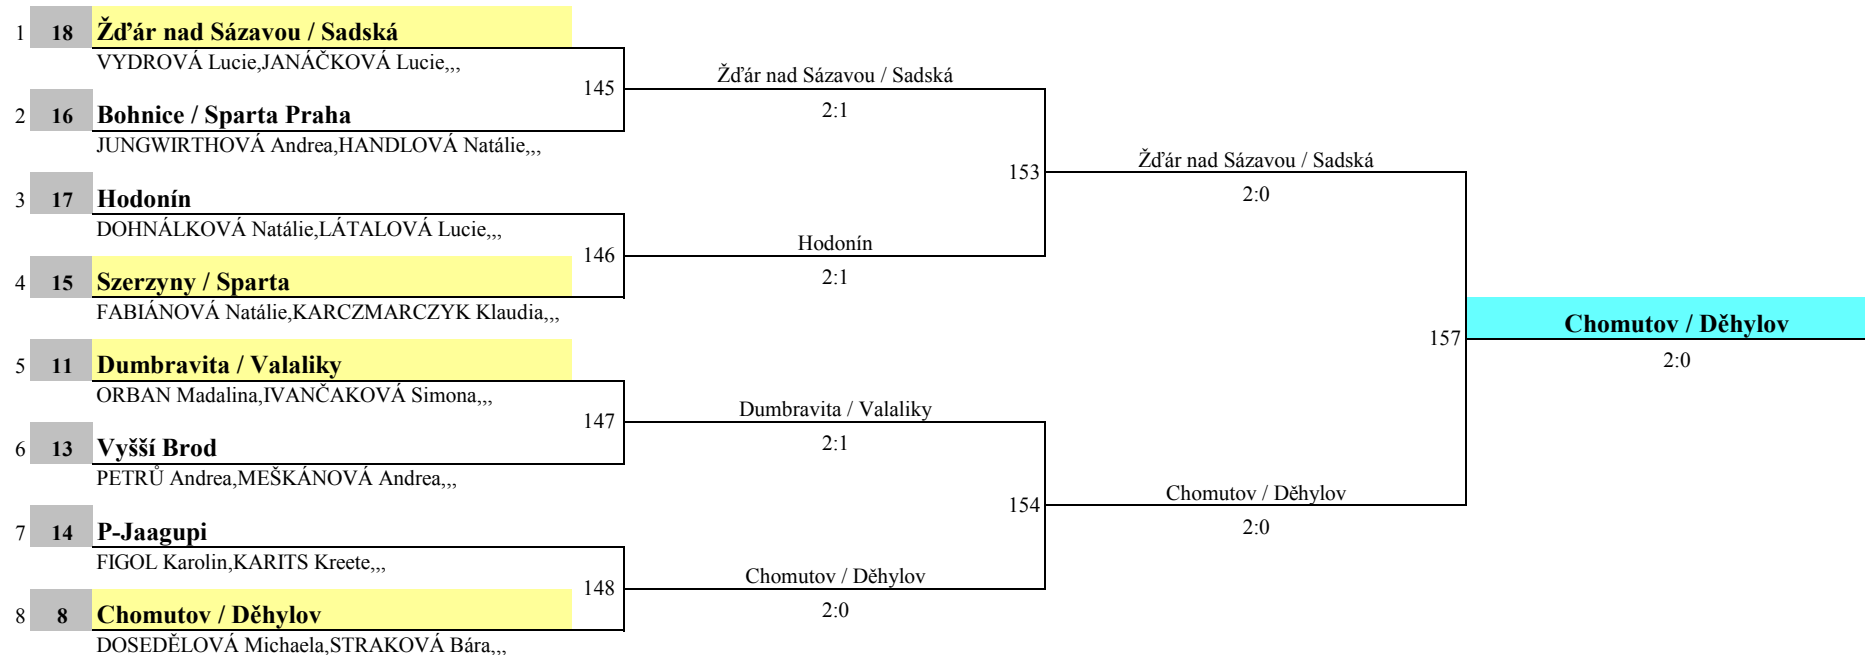 1 18 Žďár nad Sázavou / Sadská
VYDROVÁ Lucie,JANÁČKOVÁ Lucie,,,
145 Žďár nad Sázavou / Sadská
2:1
2 16 Bohnice / Sparta Praha
JUNGWIRTHOVÁ Andrea,HANDLOVÁ Natálie,,,
153 Žďár nad Sázavou / Sadská
2:0
3 17 Hodonín
DOHNÁLKOVÁ Natálie,LÁTALOVÁ Lucie,,,
146 Hodonín
2:1
4 15 Szerzyny / Sparta
FABIÁNOVÁ Natálie,KARCZMARCZYK Klaudia,,,
157 Chomutov / Děhylov
2:0
5 11 Dumbravita / Valaliky
ORBAN Madalina,IVANČAKOVÁ Simona,,,
147 Dumbravita / Valaliky
2:1
6 13 Vyšší Brod
PETRŮ Andrea,MEŠKÁNOVÁ Andrea,,,
154 Chomutov / Děhylov
2:0
7 14 P-Jaagupi
FIGOL Karolin,KARITS Kreete,,,
148 Chomutov / Děhylov
2:0
8 8 Chomutov / Děhylov
DOSEDĚLOVÁ Michaela,STRAKOVÁ Bára,,,